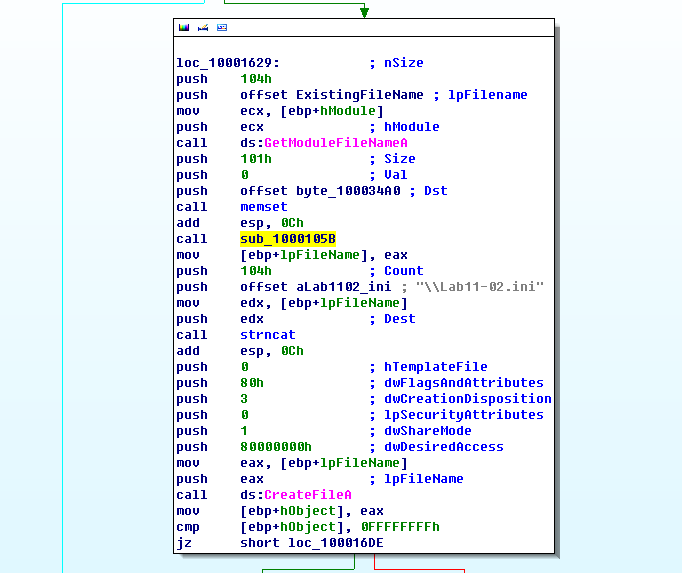 loc_10001629: ; nSize
push 104h
push offset ExistingFileName ; lpFilename
mov ecx, [ebp+hModule]
push ecx ; hModule
call ds:GetModuleFileNameA
push 101h ; Size
push 0 ; Val
push offset byte_100034A0 ; Dst
call memset
add esp, 0Ch
call sub_1000105B
mov [ebp+lpFileName], eax
push 104h ; Count
push offset aLab1102_ini ; "\\Lab11-02.ini"
mov edx, [ebp+lpFileName]
push edx ; Dest
call strncat
add esp, 0Ch
push 0 ; hTemplateFile
push 80h ; dwFlagsAndAttributes
push 3 ; dwCreationDisposition
push 0 ; lpSecurityAttributes
push 1 ; dwShareMode
push 80000000h ; dwDesiredAccess
mov eax, [ebp+lpFileName]
push eax ; lpFileName
call ds:CreateFileA
mov [ebp+hObject], eax
cmp [ebp+hObject], 0FFFFFFFFh
jz short loc_100016DE